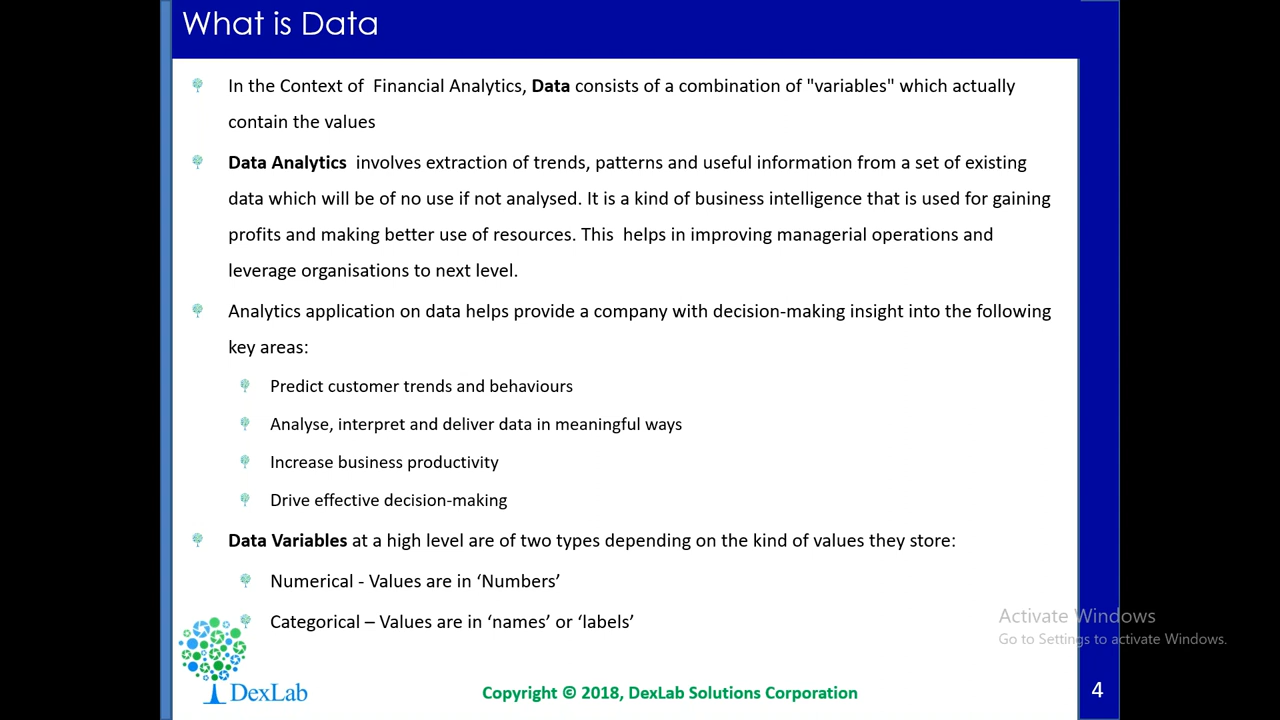 What is Data
In the Context of  Financial Analytics, Data consists of a combination of "variables" which actually
contain the values
Data Analytics  involves extraction of trends, patterns and useful information from a set of existing
data which will be of no use if not analysed. It is a kind of business intelligence that is used for gaining
profits and making better use of resources. This  helps in improving managerial operations and
leverage organisations to next level.
Analytics application on data helps provide a company with decision-making insight into the following
key areas:
Predict customer trends and behaviours
Analyse, interpret and deliver data in meaningful ways
Increase business productivity
Drive effective decision-making
Data Variables at a high level are of two types depending on the kind of values they store:
Numerical - Values are in ‘Numbers’
Categorical – Values are in ‘names’ or ‘labels’
Activate Windows
Go to Settings to activate Windows.
DexLab
Copyright © 2018, DexLab Solutions Corporation
4